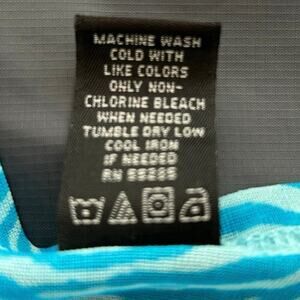 MACHINE WASH
COLD WITH
LIKE COLORS
ONLY NON-
CHLORINE BLEACH
WHEN NEEDED
TUMBLE DRY LOW
COOL IRON
IF NEEDED
RN 55285